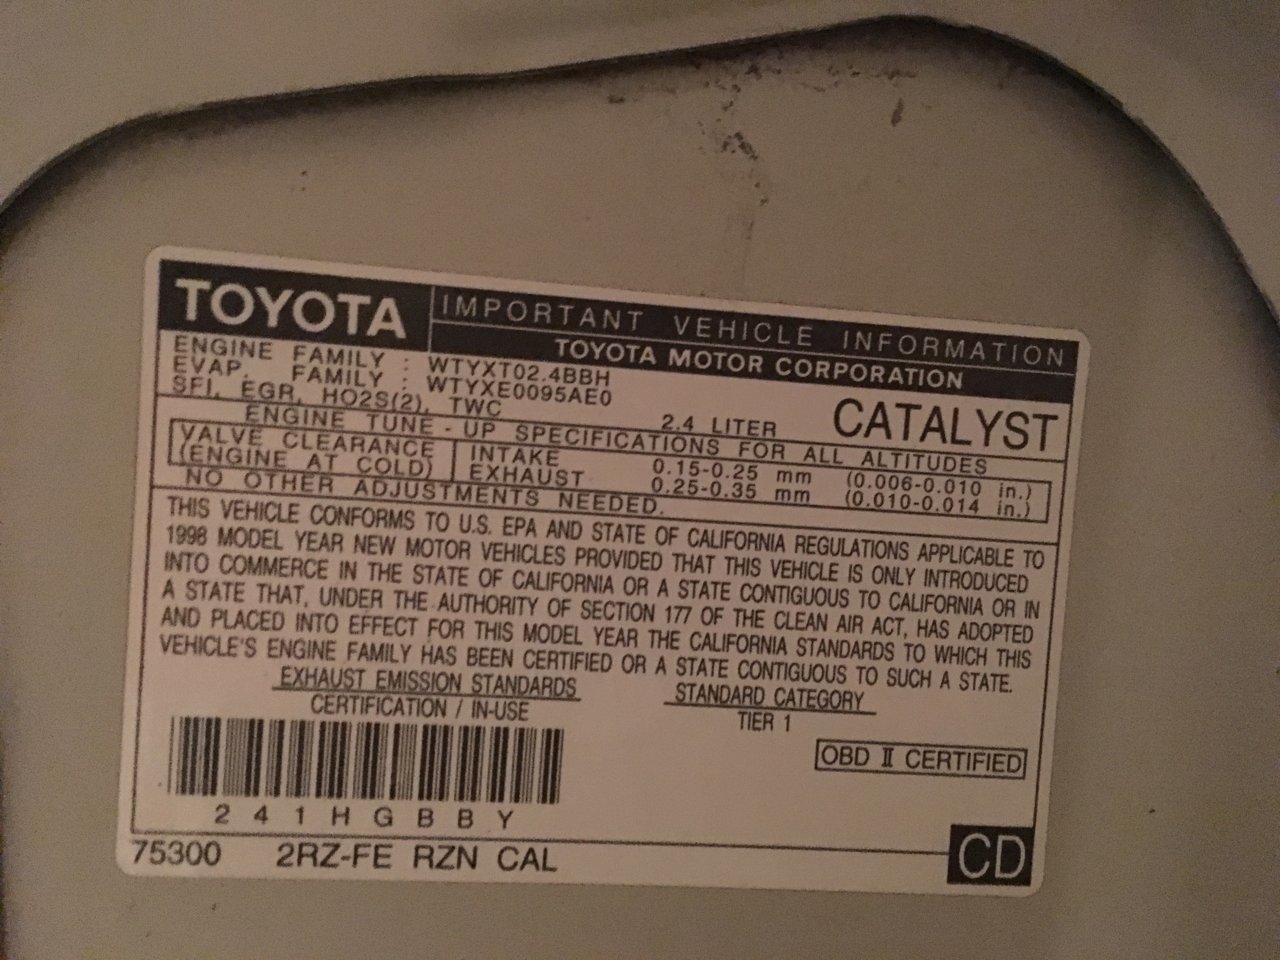 TOYOTA IMPORTANT VEHICLE INFORMATION
TOYOTA MOTOR CORPORATION
ENGINE FAMILY : WTYXT02.4BBH
EVAP. FAMILY : WTYXE0095AE0
SFI, EGR, HO2S(2), TWC 2.4 LITER CATALYST
ENGINE TUNE - UP SPECIFICATIONS FOR ALL ALTITUDES
VALVE CLEARANCE INTAKE 0.15-0.25 mm (0.006-0.010 in.)
(ENGINE AT COLD) EXHAUST 0.25-0.35 mm (0.010-0.014 in.)
NO OTHER ADJUSTMENTS NEEDED.
THIS VEHICLE CONFORMS TO U.S. EPA AND STATE OF CALIFORNIA REGULATIONS APPLICABLE TO
1998 MODEL YEAR NEW MOTOR VEHICLES PROVIDED THAT THIS VEHICLE IS ONLY INTRODUCED
INTO COMMERCE IN THE STATE OF CALIFORNIA OR A STATE CONTIGUOUS TO CALIFORNIA OR IN
A STATE THAT, UNDER THE AUTHORITY OF SECTION 177 OF THE CLEAN AIR ACT, HAS ADOPTED
AND PLACED INTO EFFECT FOR THIS MODEL YEAR THE CALIFORNIA STANDARDS TO WHICH THIS
VEHICLE'S ENGINE FAMILY HAS BEEN CERTIFIED OR A STATE CONTIGUOUS TO SUCH A STATE.
EXHAUST EMISSION STANDARDS STANDARD CATEGORY
CERTIFICATION / IN-USE TIER 1
OBD II CERTIFIED
241HGBBY
75300 2RZ-FE RZN CAL CD